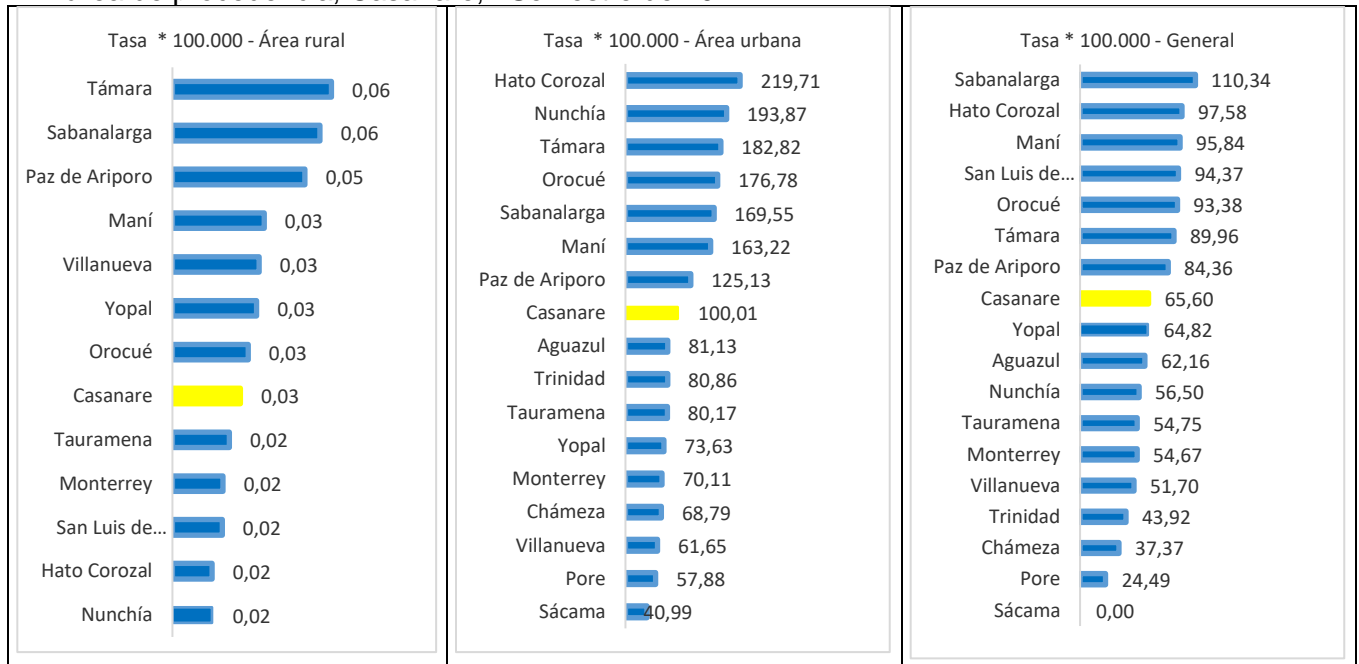 Tasa * 100.000 - Área rural
Támara 0,06
Sabanalarga 0,06
Paz de Ariporo 0,05
Maní 0,03
Villanueva 0,03
Yopal 0,03
Orocué 0,03
Casanare 0,03
Tauramena 0,02
Monterrey 0,02
San Luis de... 0,02
Hato Corozal 0,02
Nunchía 0,02
Tasa * 100.000 - Área urbana
Hato Corozal 219,71
Nunchía 193,87
Támara 182,82
Orocué 176,78
Sabanalarga 169,55
Maní 163,22
Paz de Ariporo 125,13
Casanare 100,01
Aguazul 81,13
Trinidad 80,86
Tauramena 80,17
Yopal 73,63
Monterrey 70,11
Chámeza 68,79
Villanueva 61,65
Pore 57,88
Sácama 40,99
Tasa * 100.000 - General
Sabanalarga 110,34
Hato Corozal 97,58
Maní 95,84
San Luis de... 94,37
Orocué 93,38
Támara 89,96
Paz de Ariporo 84,36
Casanare 65,60
Yopal 64,82
Aguazul 62,16
Nunchía 56,50
Tauramena 54,75
Monterrey 54,67
Villanueva 51,70
Trinidad 43,92
Chámeza 37,37
Pore 24,49
Sácama 0,00